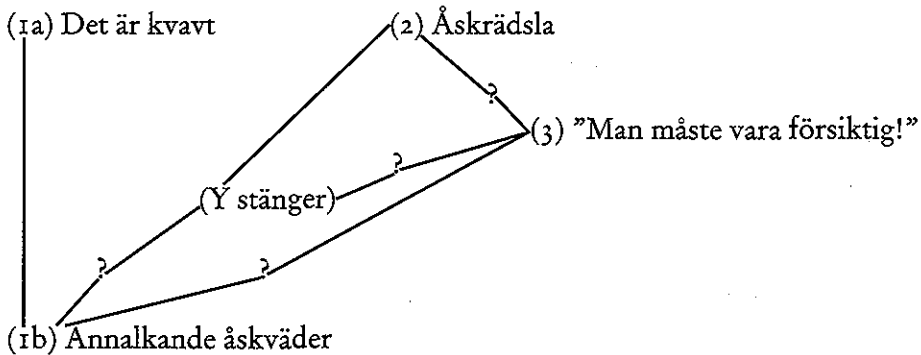 (1a) Det är kvavt
(2) Åskrädsla
?
(3) ”Man måste vara försiktig!”
?
(Y stänger)
?
?
(1b) Annalkande åskväder